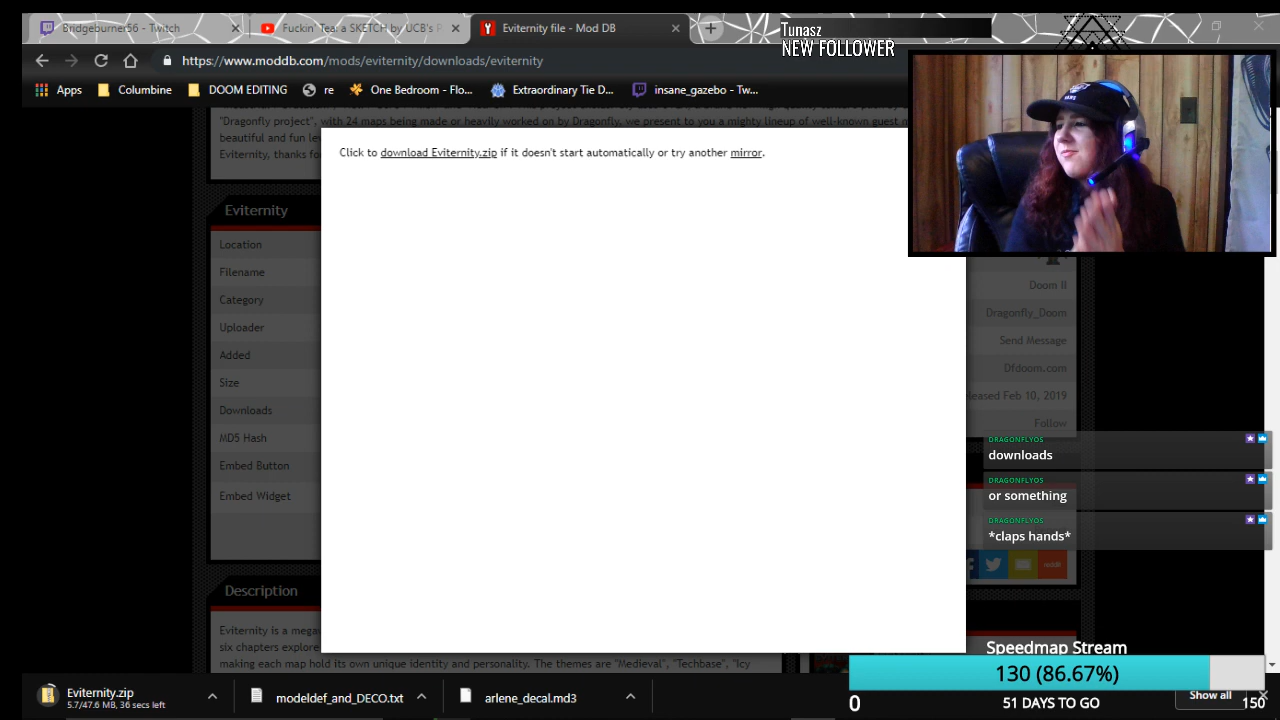 Bridgeburner56 - Twitch
Fuckin' Tea: a SKETCH by UCB's P
Eviternity file - Mod DB
Tunasz
NEW FOLLOWER
https://www.moddb.com/mods/eviternity/downloads/eviternity
Apps
Columbine
DOOM EDITING
re
One Bedroom - Flo...
Extraordinary Tie D...
insane_gazebo - Tw...
"Dragonfly project", with 24 maps being made or heavily worked on by Dragonfly, we present to you a mighty lineup of well-known guest m
beautiful and fun lev
Eviternity, thanks fo
Click to download Eviternity.zip if it doesn't start automatically or try another mirror.
Eviternity
Location
Filename
Category
Uploader
Added
Size
Downloads
MD5 Hash
Embed Button
Embed Widget
Doom II
Dragonfly_Doom
Send Message
Dfdoom.com
eleased Feb 10, 2019
Follow
DRAGONFLYOS
downloads
DRAGONFLYOS
or something
DRAGONFLYOS
*claps hands*
reddit
Description
Eviternity is a mega
six chapters explore
making each map hold its own unique identity and personality. The themes are "Medieval", "Techbase", "Icy
Speedmap Stream
130 (86.67%)
0
51 DAYS TO GO
150
Eviternity.zip
5.7/47.6 MB, 36 secs left
modeldef_and_DECO.txt
arlene_decal.md3
Show all